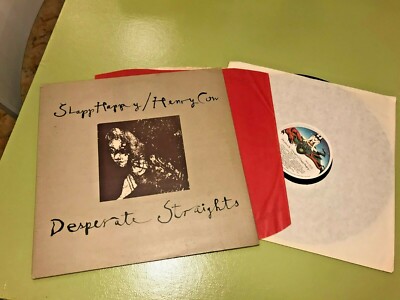 Slapp Happy/Henry Cow
Desperate Straights